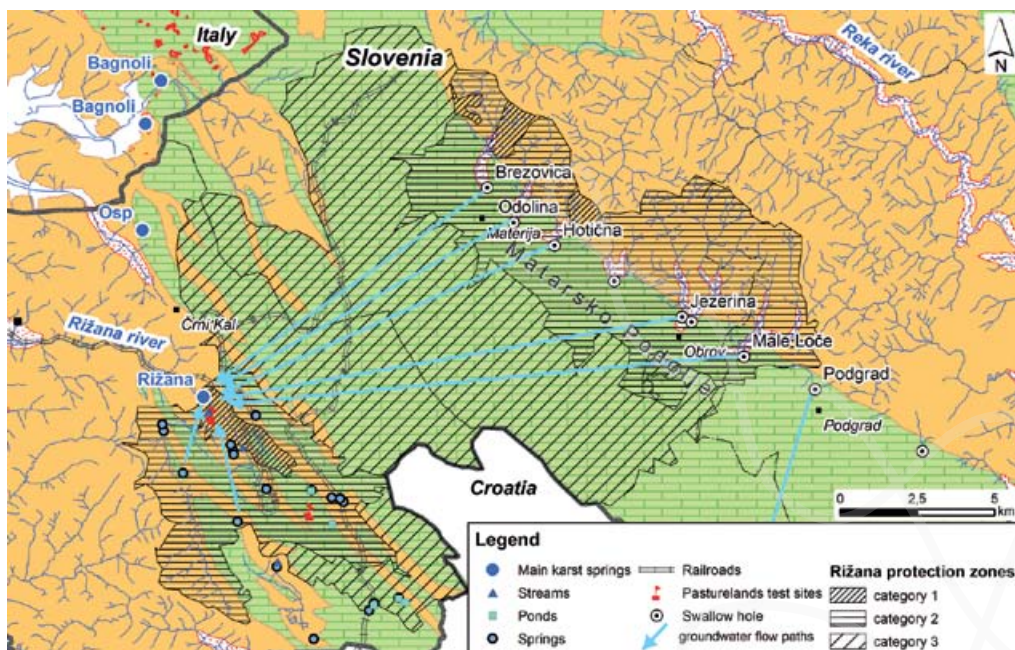 Italy
Slovenia
Reka river
N
Bagnoli
Bagnoli
Brezovica
Osp
Odolina
Materija
Hotična
Matarsko Podolje
Jezerina
Črni Kal
Rižana river
Obrov
Male Loče
Rižana
Podgrad
Podgrad
Croatia
0 2,5 5
km
Legend
Main karst springs
Streams
Ponds
Springs
Railroads
Pasturelands test sites
Swallow hole
groundwater flow paths
Rižana protection zones
category 1
category 2
category 3